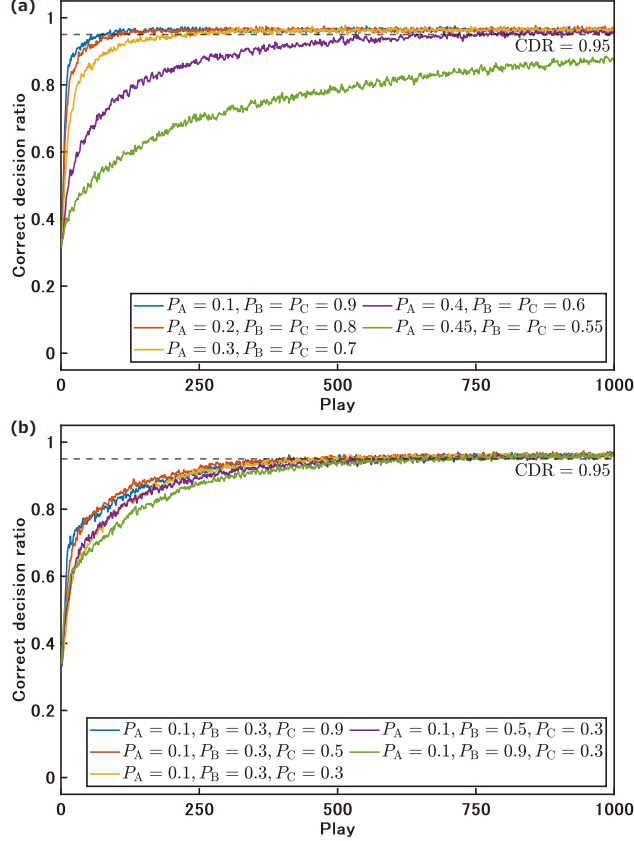 (a)
1
0.8
0.6
0.4
0.2
0
Correct decision ratio
CDR = 0.95
P_A = 0.1, P_B = P_C = 0.9
P_A = 0.2, P_B = P_C = 0.8
P_A = 0.3, P_B = P_C = 0.7
P_A = 0.4, P_B = P_C = 0.6
P_A = 0.45, P_B = P_C = 0.55
0 250 500 750 1000
Play
(b)
1
0.8
0.6
0.4
0.2
0
Correct decision ratio
CDR = 0.95
P_A = 0.1, P_B = 0.3, P_C = 0.9
P_A = 0.1, P_B = 0.3, P_C = 0.5
P_A = 0.1, P_B = 0.3, P_C = 0.3
P_A = 0.1, P_B = 0.5, P_C = 0.3
P_A = 0.1, P_B = 0.9, P_C = 0.3
0 250 500 750 1000
Play